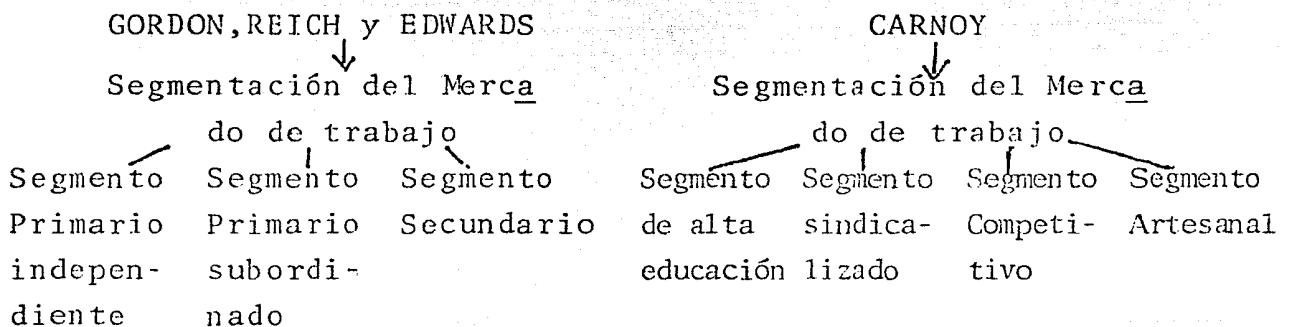 GORDON, REICH y EDWARDS
Segmentación del Merca
do de trabajo
Segmento Segmento Segmento
Primario Primario Secundario
indepen- subordi-
diente nado
CARNOY
Segmentación del Merca
do de trabajo
Segmento Segmento Segmento Segmento
de alta sindica- Competi- Artesanal
educación lizado tivo